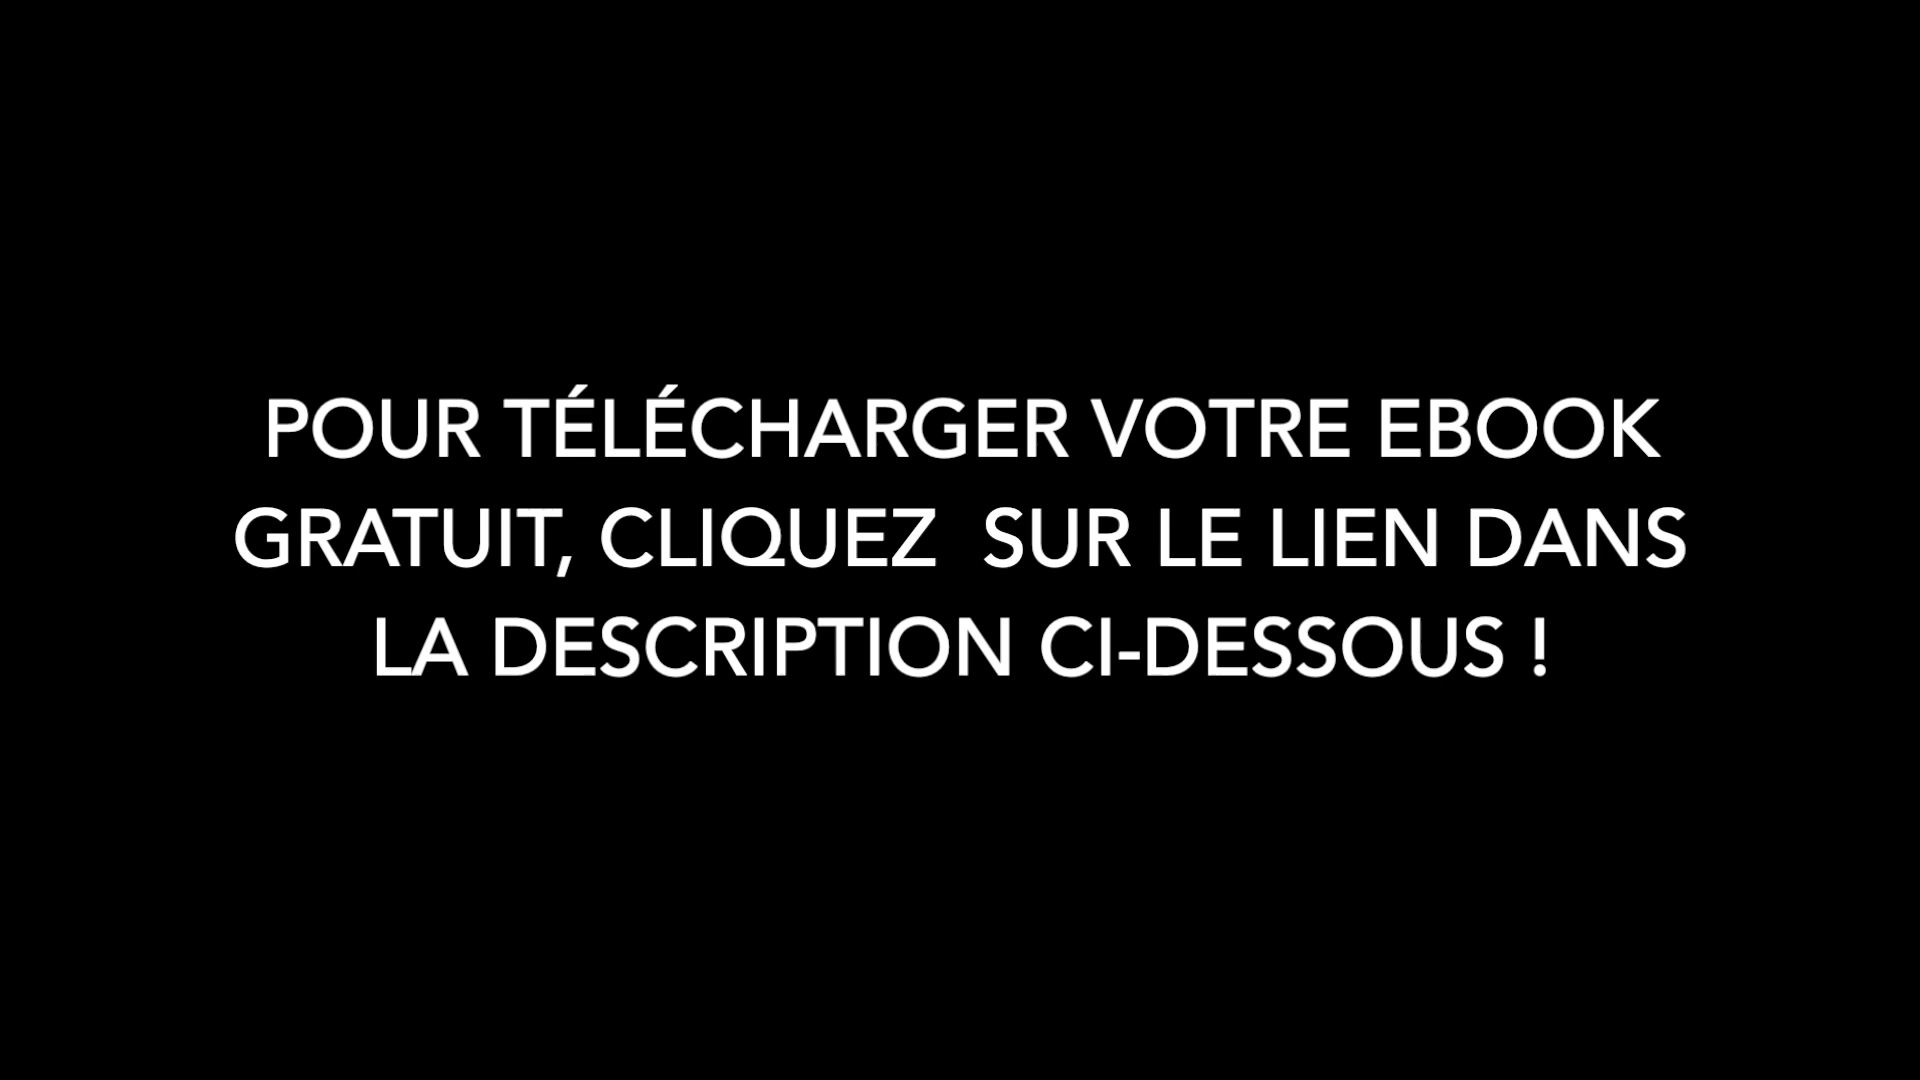 POUR TÉLÉCHARGER VOTRE EBOOK
GRATUIT, CLIQUEZ  SUR LE LIEN DANS
LA DESCRIPTION CI-DESSOUS !